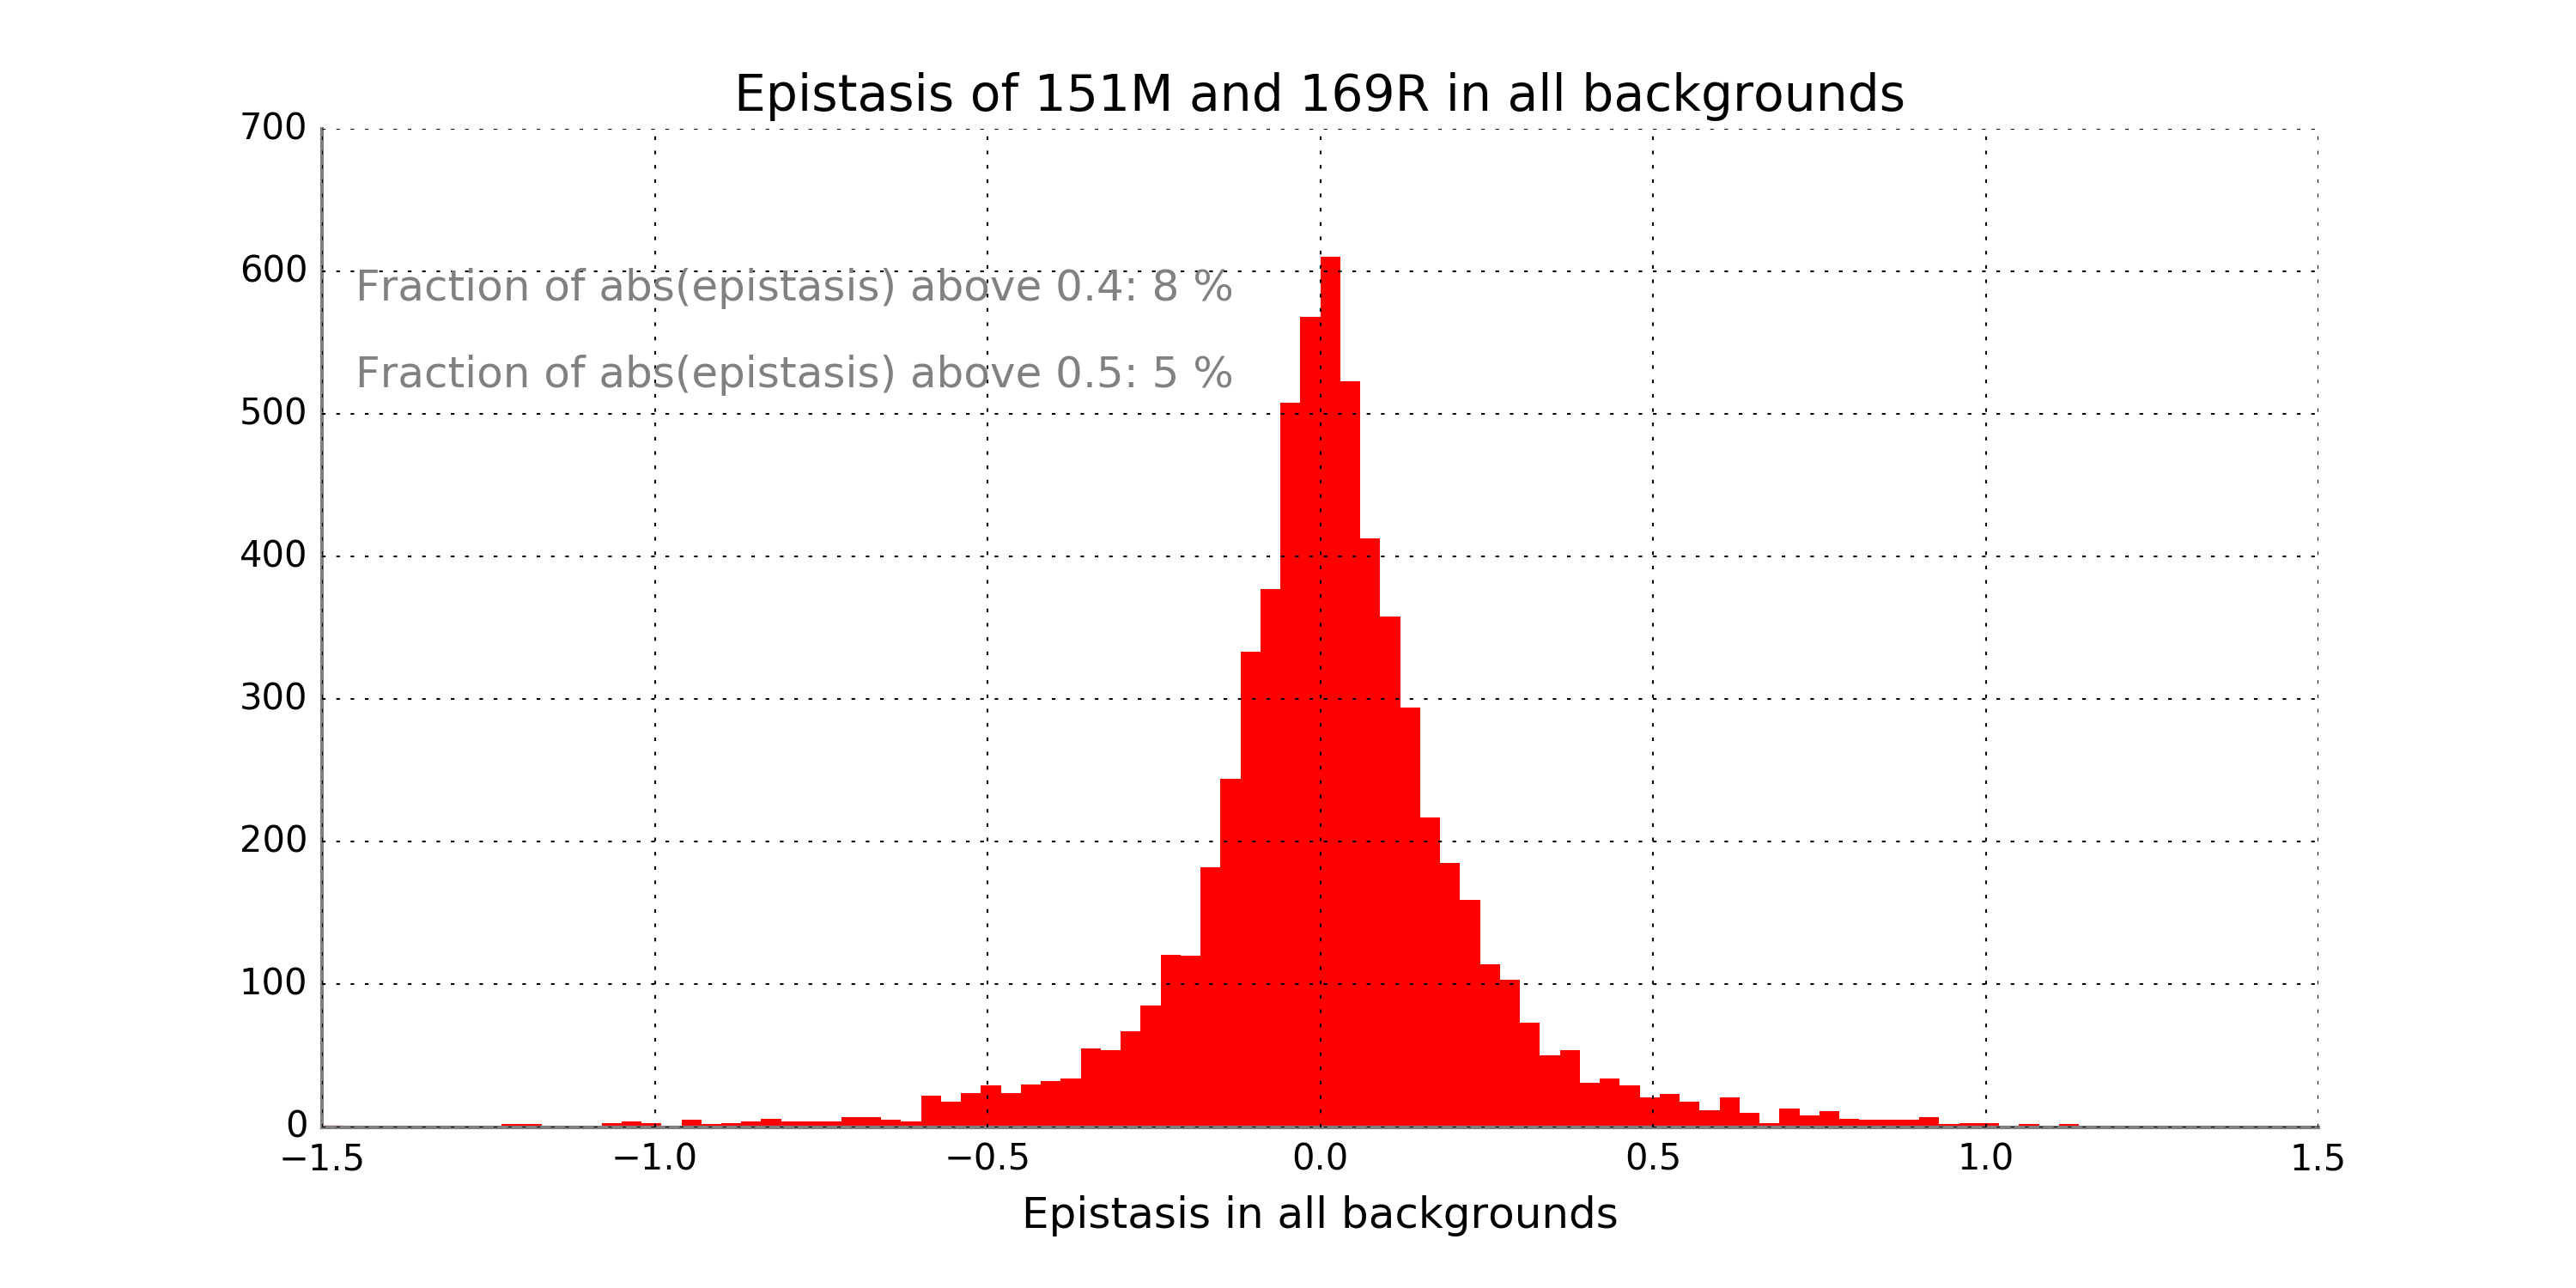 Epistasis of 151M and 169R in all backgrounds
700
600
Fraction of abs(epistasis) above 0.4: 8 %
Fraction of abs(epistasis) above 0.5: 5 %
500
400
300
200
100
0
−1.5 −1.0 −0.5 0.0 0.5 1.0 1.5
Epistasis in all backgrounds